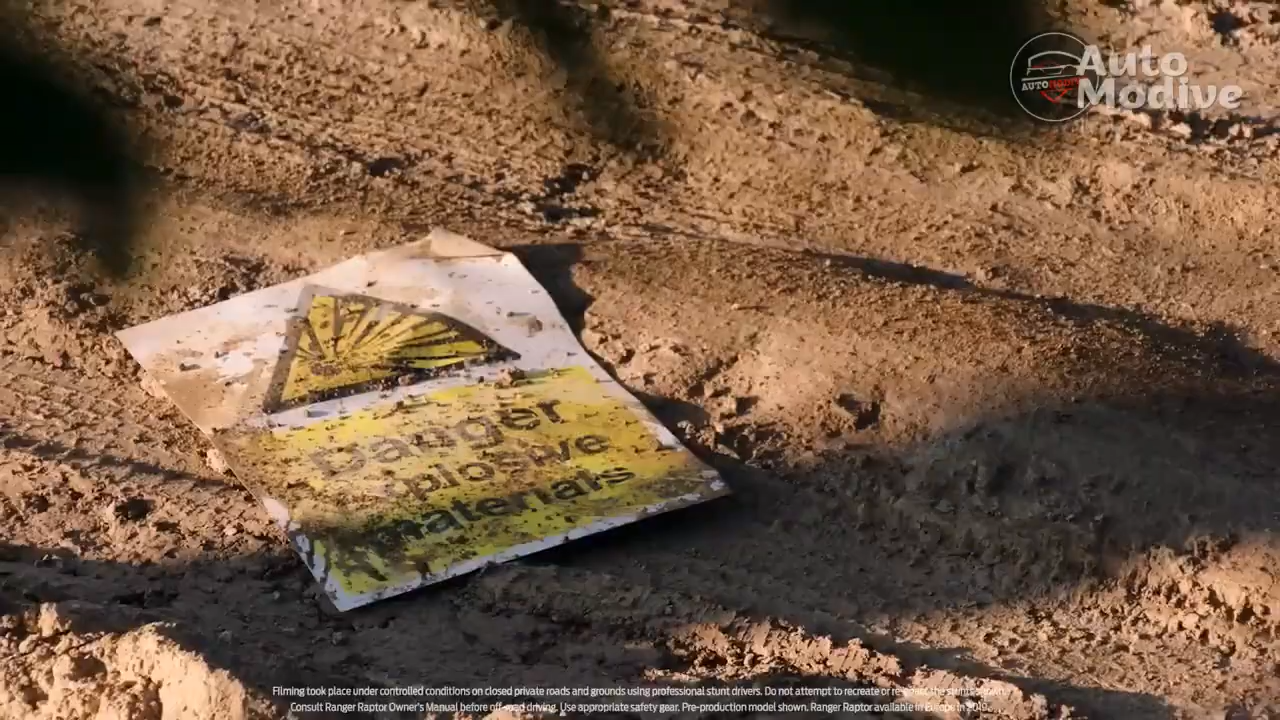 Auto
Modive
AUTO
Danger
materials
Filming took place under controlled conditions on closed private roads and grounds using professional stunt drivers. Do not attempt to recreate or
Consult Ranger Raptor Owner's Manual before off-road driving. Use appropriate safety gear. Pre-production model shown. Ranger Raptor available in Europe in 2019.